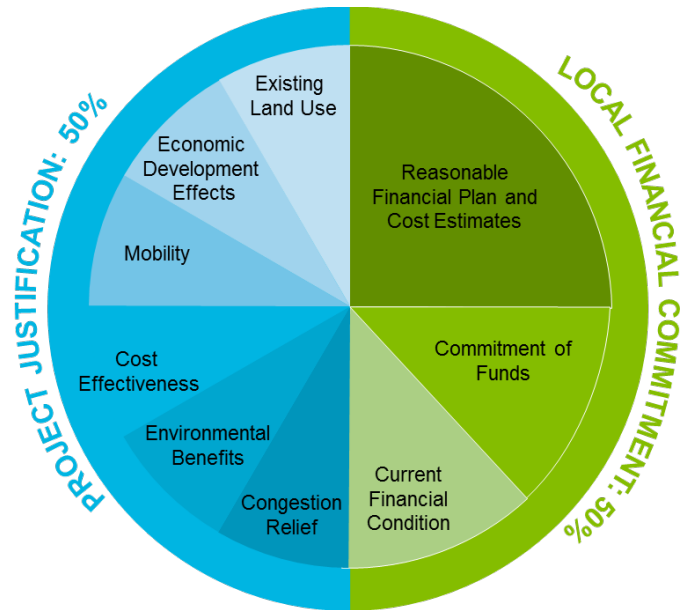 PROJECT JUSTIFICATION: 50%
Existing
Land Use
Economic
Development
Effects
Mobility
Cost
Effectiveness
Environmental
Benefits
Congestion
Relief
LOCAL FINANCIAL COMMITMENT: 50%
Reasonable
Financial Plan and
Cost Estimates
Commitment of
Funds
Current
Financial
Condition